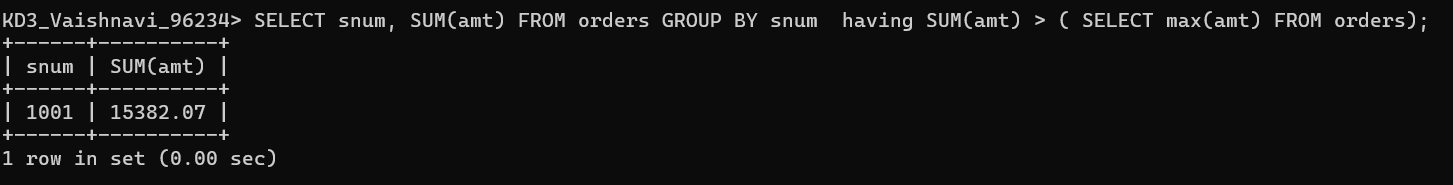 KD3_Vaishnavi_96234> SELECT snum, SUM(amt) FROM orders GROUP BY snum  having SUM(amt) > ( SELECT max(amt) FROM orders);
+------+----------+
| snum | SUM(amt) |
+------+----------+
| 1001 | 15382.07 |
+------+----------+
1 row in set (0.00 sec)